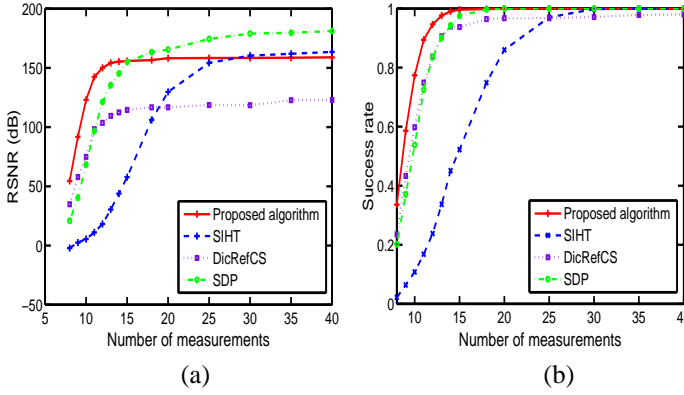 200
150
100
50
0
−50
RSNR (dB)
5 10 15 20 25 30 35 40
Number of measurements
Proposed algorithm
SIHT
DicRefCS
SDP
(a)
1
0.8
0.6
0.4
0.2
0
Success rate
10 15 20 25 30 35 40
Number of measurements
Proposed algorithm
SIHT
DicRefCS
SDP
(b)